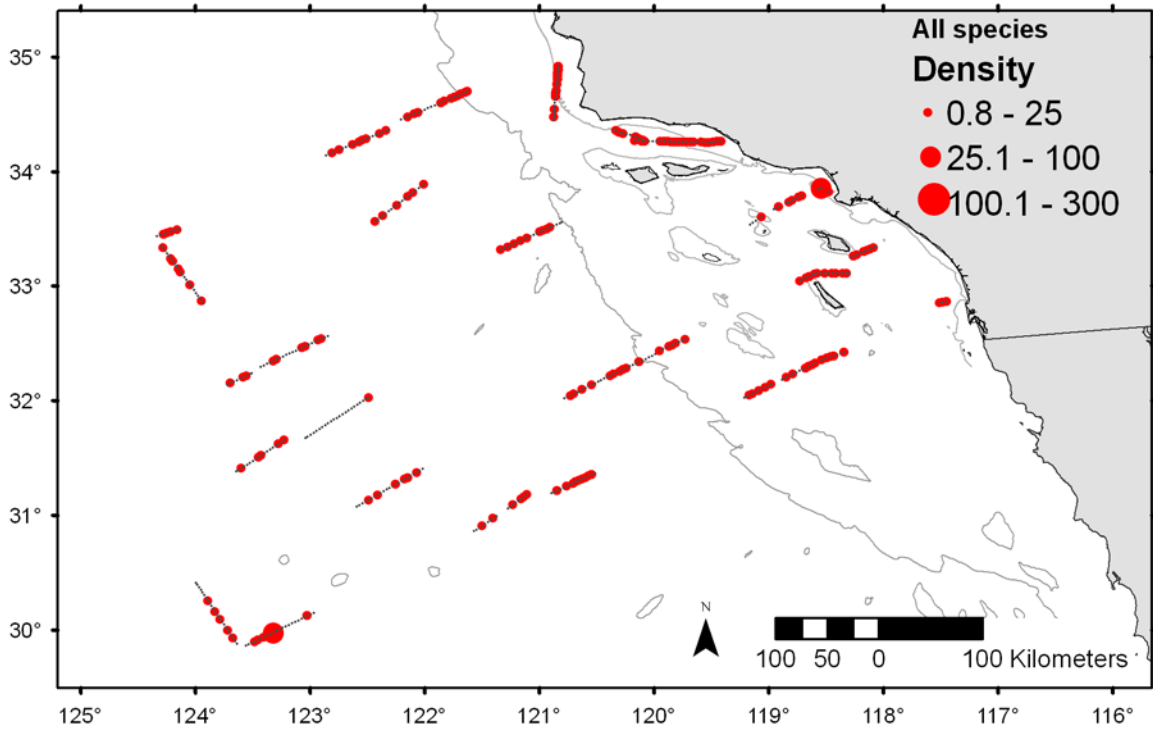 All species
Density
0.8 - 25
25.1 - 100
100.1 - 300
35°
34°
33°
32°
31°
30°
N
100 50 0 100 Kilometers
125° 124° 123° 122° 121° 120° 119° 118° 117° 116°